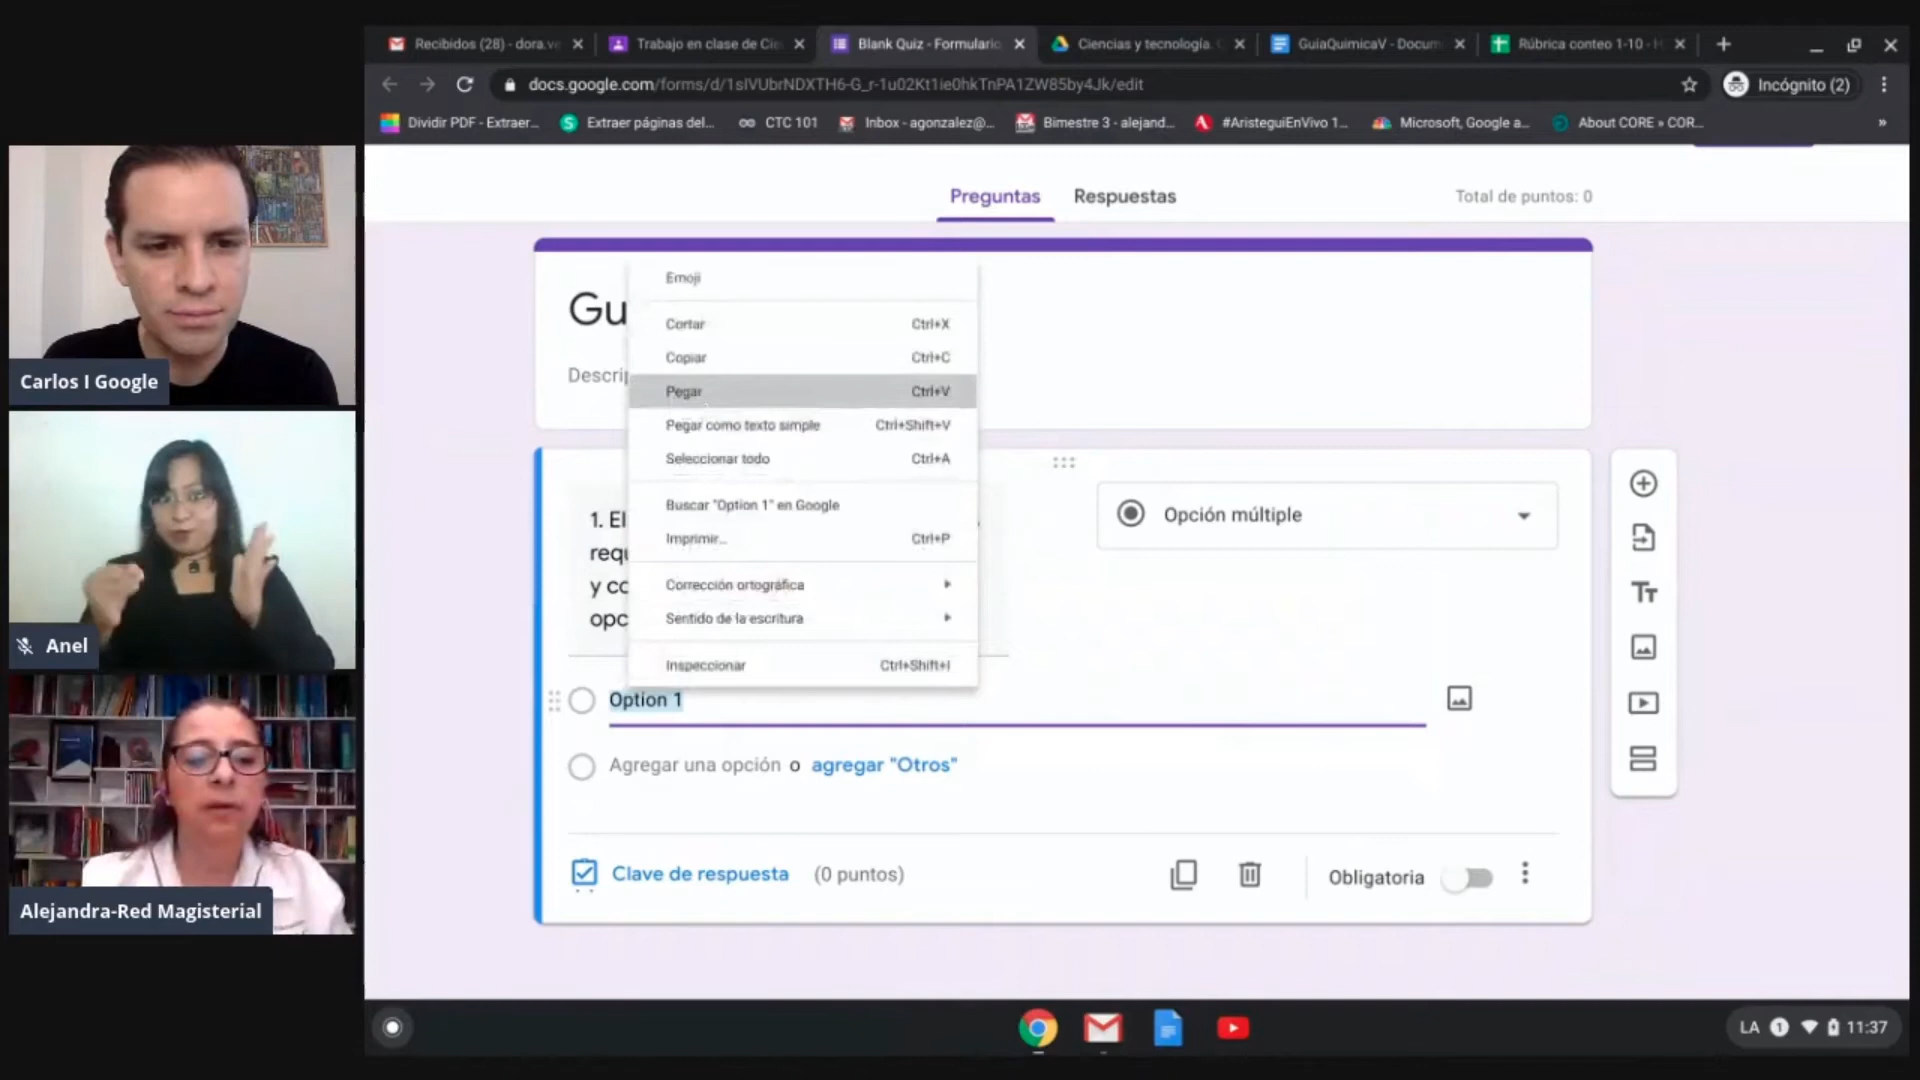 Recibidos (28) - dora.ve
Trabajo en clase de Cie
Blank Quiz - Formulario
Ciencias y tecnología.
GuiaQuimicaV - Docum
Rúbrica conteo 1-10 - H
docs.google.com/forms/d/1slVUbrNDXTH6-G_r-1u02Kt1ie0hkTnPA1ZW85by4Jk/edit
Incógnito (2)
Dividir PDF - Extraer...
Extraer páginas del...
CTC 101
Inbox - agonzalez@...
Bimestre 3 - alejand...
#AristeguiEnVivo 1...
Microsoft, Google a...
About CORE » COR...
»
Preguntas
Respuestas
Total de puntos: 0
Gu
Descrip
Emoji
Cortar Ctrl+X
Copiar Ctrl+C
Pegar Ctrl+V
Pegar como texto simple Ctrl+Shift+V
Seleccionar todo Ctrl+A
Buscar "Option 1" en Google
Imprimir... Ctrl+P
Corrección ortográfica
Sentido de la escritura
Inspeccionar Ctrl+Shift+I
1. El
requ
y co
opc
Opción múltiple
Tт
Option 1
Agregar una opción o agregar "Otros"
Clave de respuesta (0 puntos)
Obligatoria
Carlos I Google
Anel
Alejandra-Red Magisterial
LA 1 11:37